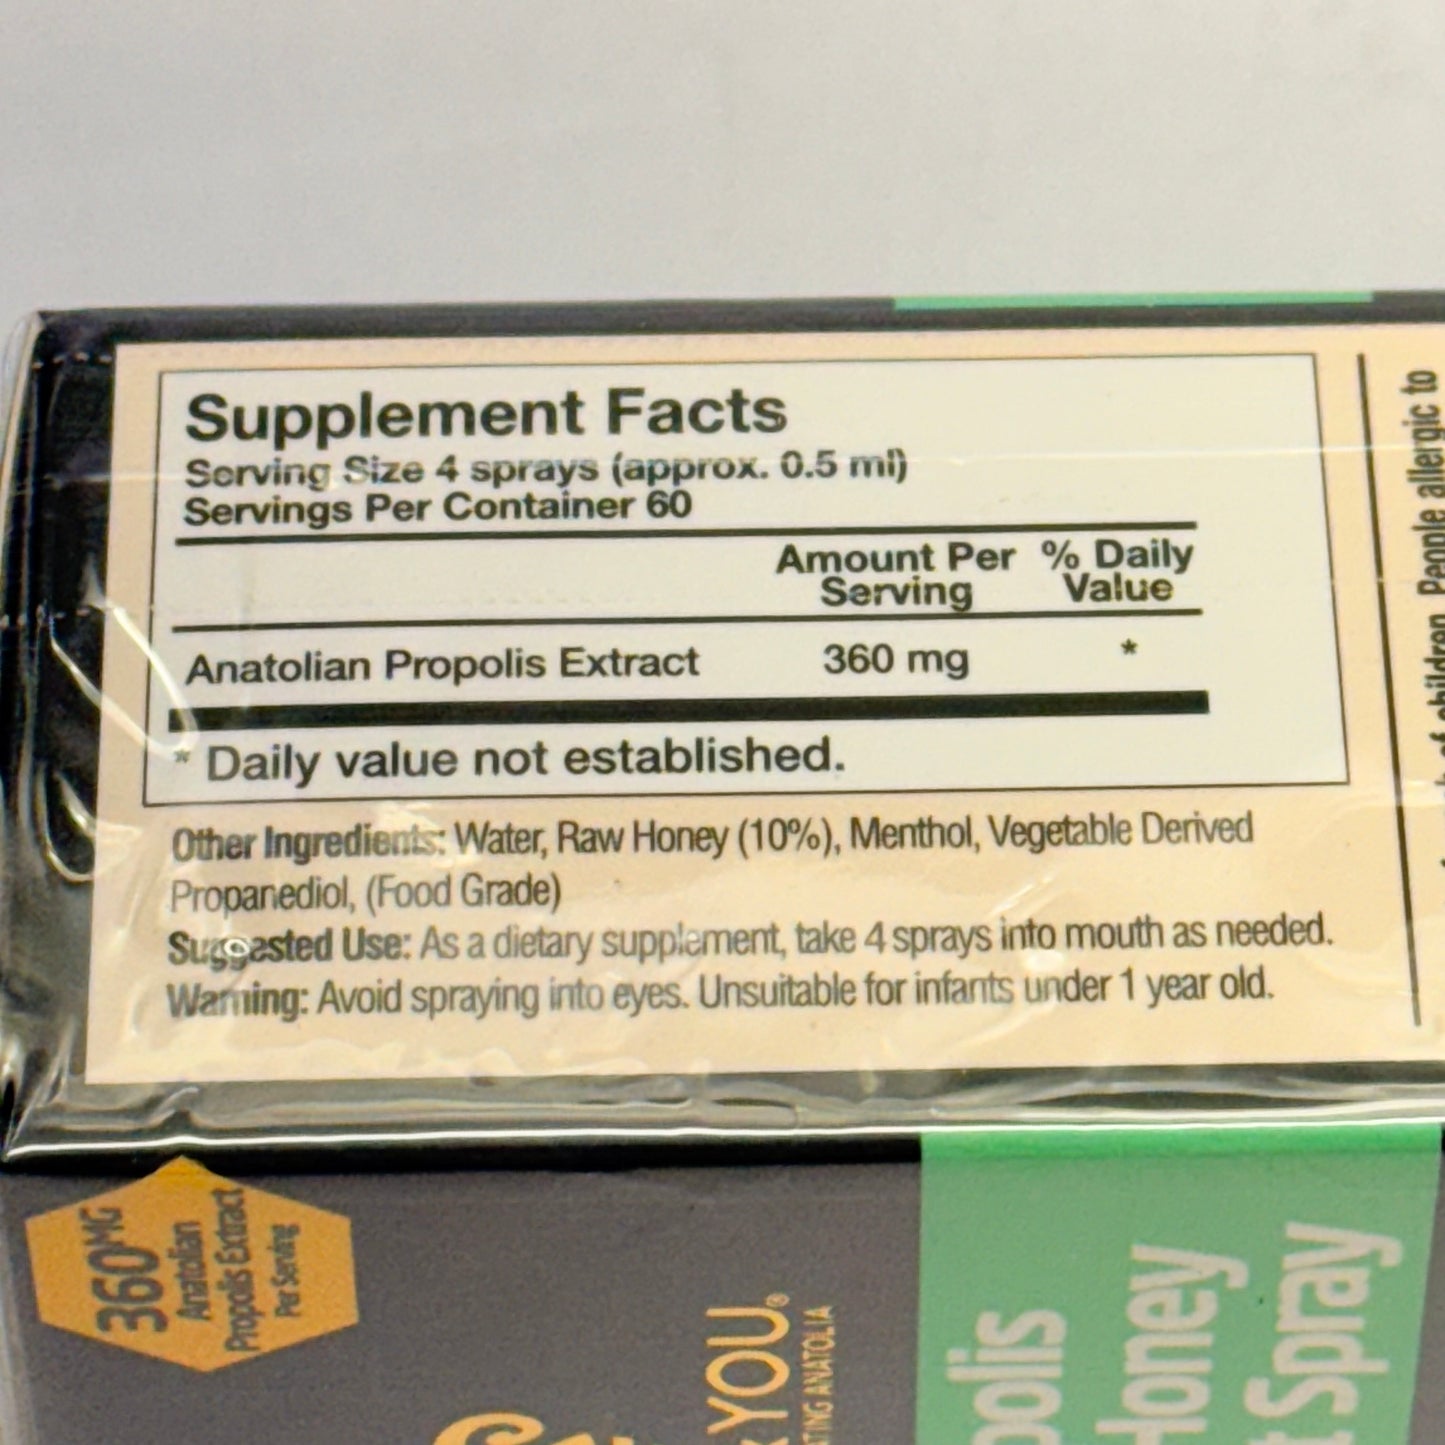 Supplement Facts
Serving Size 4 sprays (approx. 0.5 ml)
Servings Per Container 60
Amount Per Serving
% Daily Value
Anatolian Propolis Extract 360 mg *
* Daily value not established.
Other Ingredients: Water, Raw Honey (10%), Menthol, Vegetable Derived
Propanediol, (Food Grade)
Suggested Use: As a dietary supplement, take 4 sprays into mouth as needed.
Warning: Avoid spraying into eyes. Unsuitable for infants under 1 year old.
of children. People allergic to
360MG
Anatolian
Propolis Extract
Per Serving
YOU®
ANATOLIA
Honey
Spray